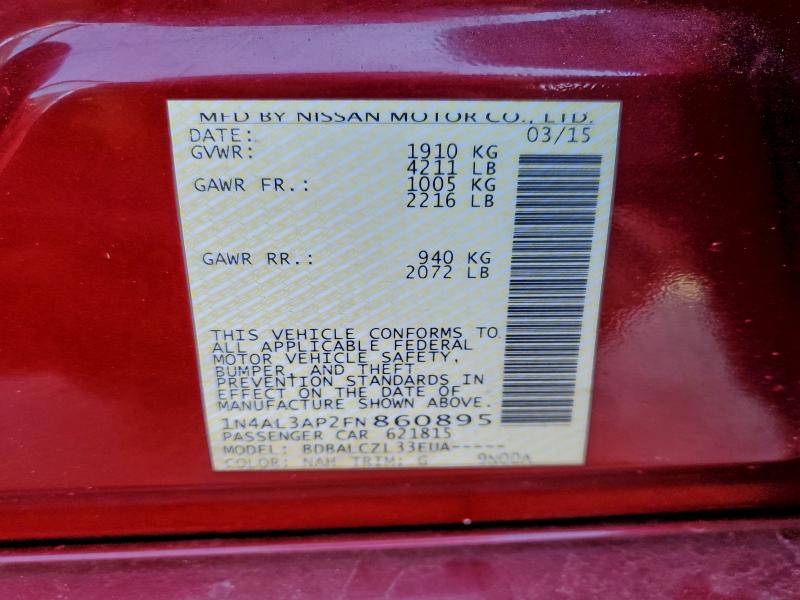 MFD BY NISSAN MOTOR CO., LTD.
DATE: 03/15
GVWR: 1910 KG
4211 LB
GAWR FR.: 1005 KG
2216 LB
GAWR RR.: 940 KG
2072 LB
THIS VEHICLE CONFORMS TO
ALL APPLICABLE FEDERAL
MOTOR VEHICLE SAFETY,
BUMPER, AND THEFT
PREVENTION STANDARDS IN
EFFECT ON THE DATE OF
MANUFACTURE SHOWN ABOVE.
1N4AL3AP2FN860895
PASSENGER CAR 621815
MODEL: BDBALCZL33EUA-----
COLOR: NAH TRIM: G 9N00A